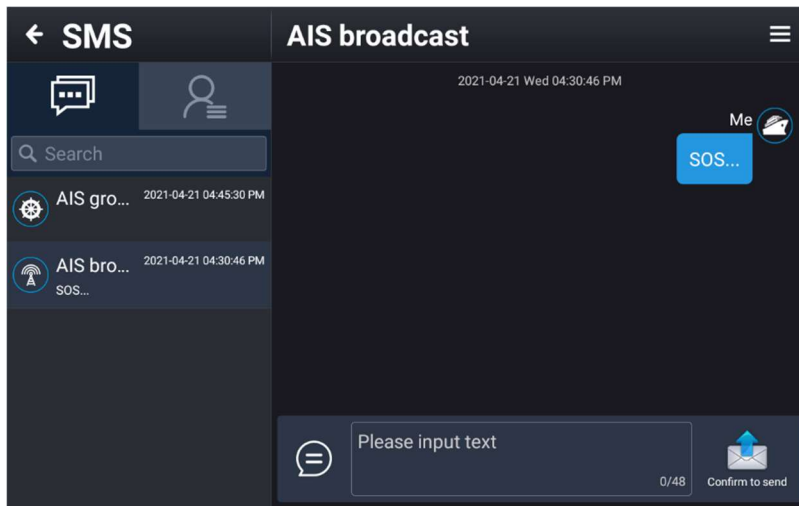 SMS
AIS broadcast
2021-04-21 Wed 04:30:46 PM
Me
SOS...
Search
AIS gro... 2021-04-21 04:45:30 PM
AIS bro... 2021-04-21 04:30:46 PM
SOS...
Please input text
0/48
Confirm to send